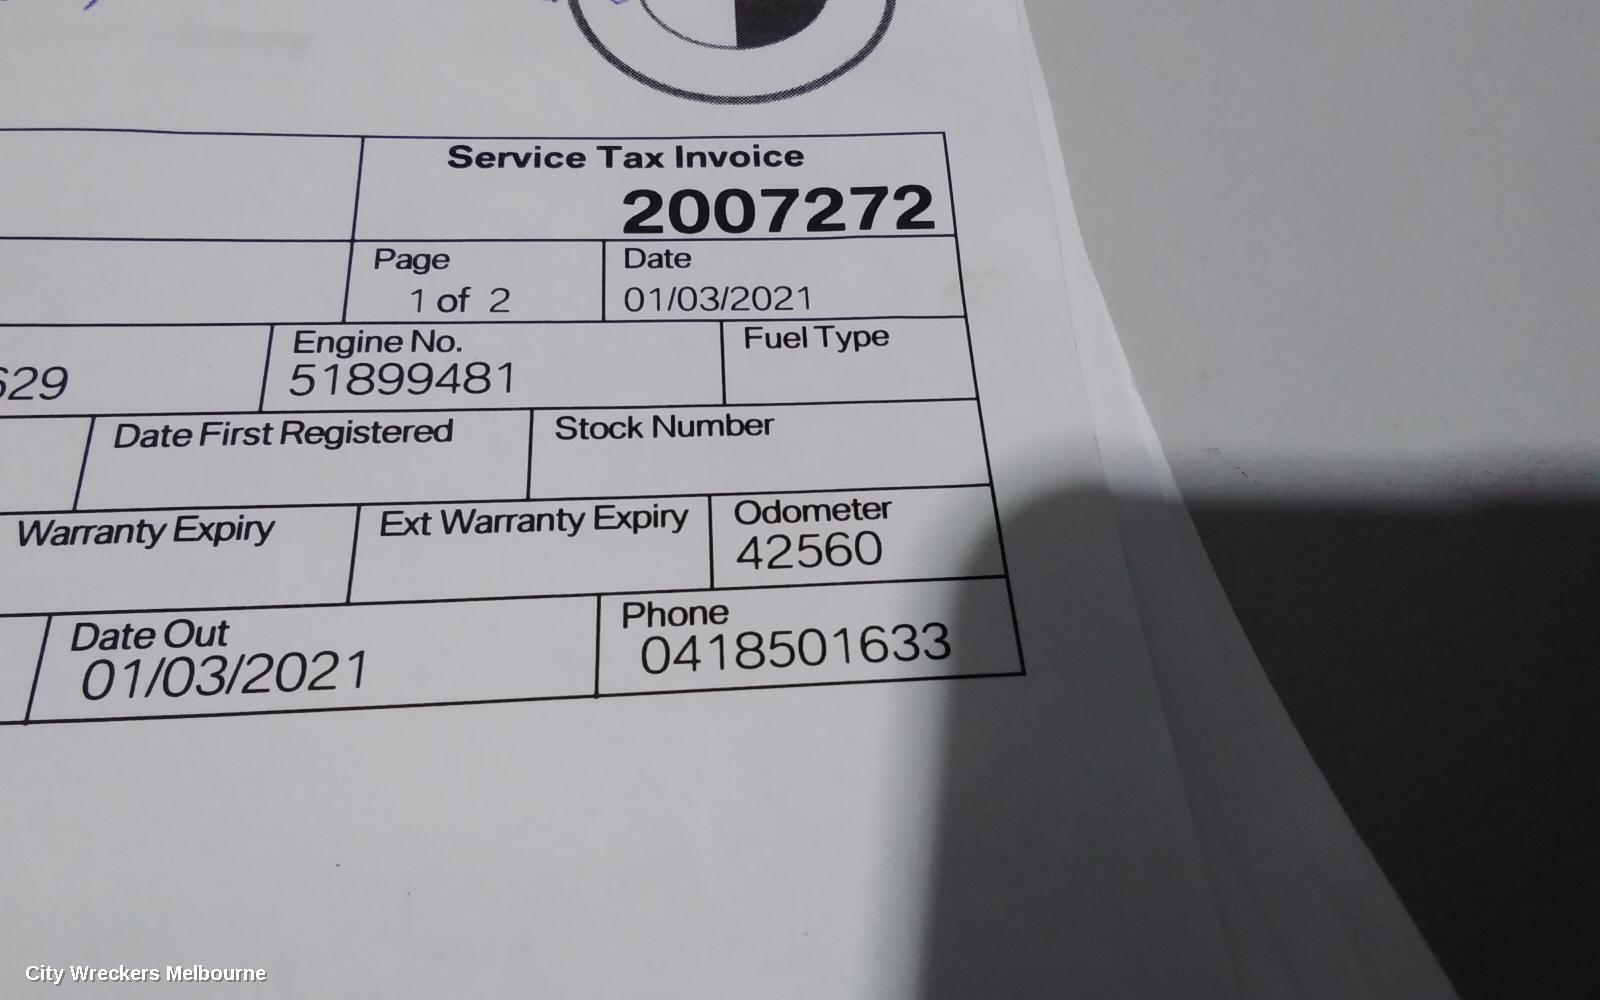 Service Tax Invoice
2007272
Page
1 of 2
Date
01/03/2021
629
Engine No.
51899481
Fuel Type
Date First Registered
Stock Number
Warranty Expiry
Ext Warranty Expiry
Odometer
42560
Date Out
01/03/2021
Phone
0418501633
City Wreckers Melbourne